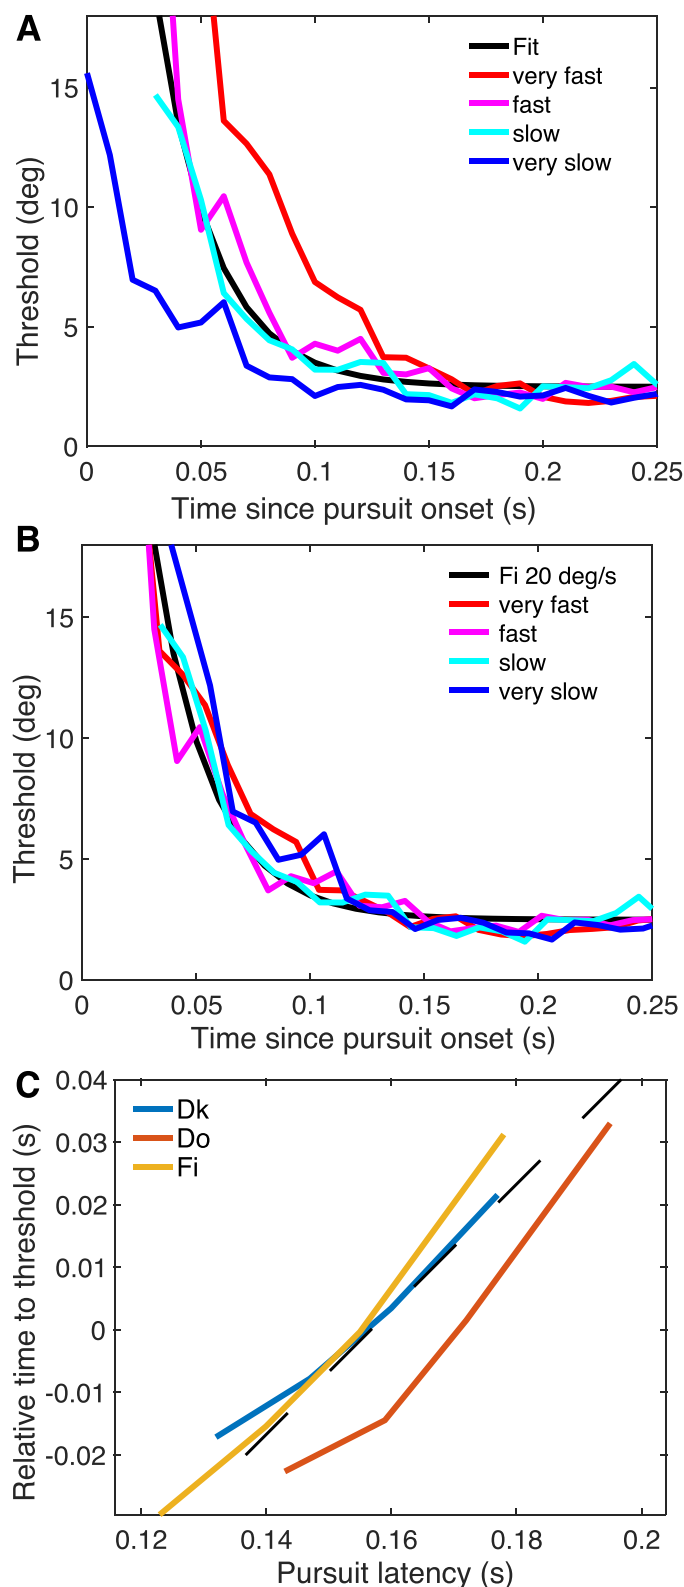 A
Fit
very fast
fast
slow
very slow
15
10
5
0
Threshold (deg)
0 0.05 0.1 0.15 0.2 0.25
Time since pursuit onset (s)
B
Fi 20 deg/s
very fast
fast
slow
very slow
15
10
5
0
Threshold (deg)
0 0.05 0.1 0.15 0.2 0.25
Time since pursuit onset (s)
C
Dk
Do
Fi
0.04
0.03
0.02
0.01
0
-0.01
-0.02
Relative time to threshold (s)
0.12 0.14 0.16 0.18 0.2
Pursuit latency (s)